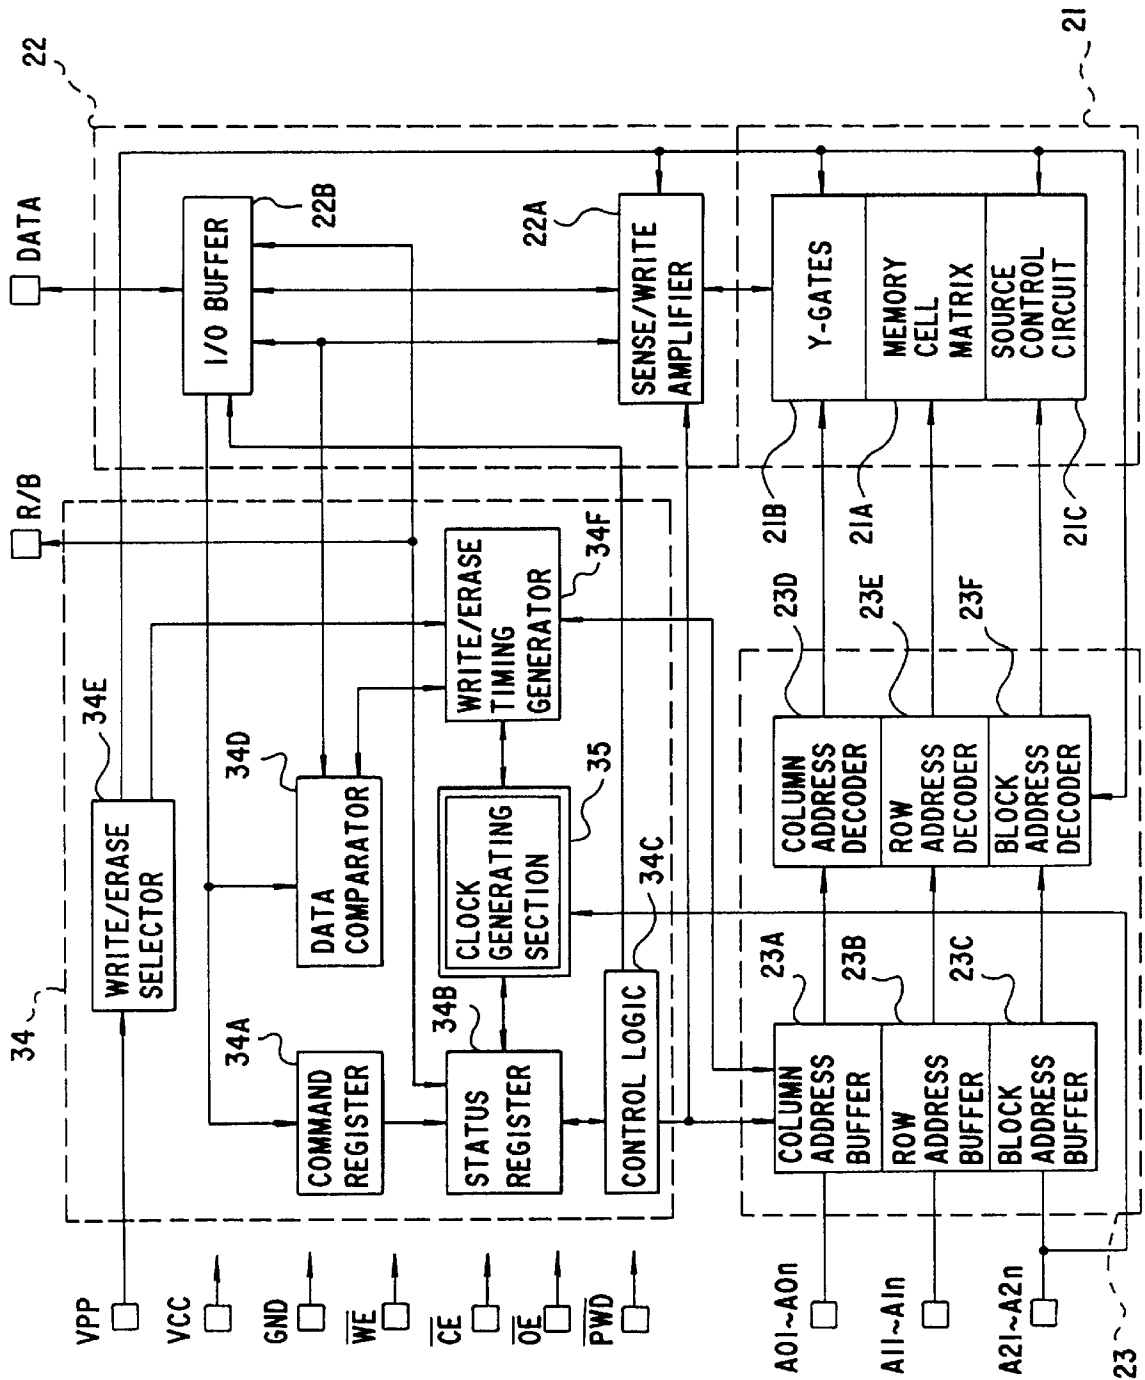 VPP
VCC
GND
WE
CE
OE
PWD
A01~A0n
A11~A1n
A21~A2n
34
WRITE/ERASE
SELECTOR
34E
R/B
DATA
22
34A
COMMAND
REGISTER
34D
DATA
COMPARATOR
I/O BUFFER
22B
34B
STATUS
REGISTER
CLOCK
GENERATING
SECTION
35
WRITE/ERASE
TIMING
GENERATOR
34F
CONTROL LOGIC
34C
22A
SENSE/WRITE
AMPLIFIER
23A
COLUMN
ADDRESS
BUFFER
23B
ROW
ADDRESS
BUFFER
23C
BLOCK
ADDRESS
BUFFER
23D
COLUMN
ADDRESS
DECODER
23E
ROW
ADDRESS
DECODER
23F
BLOCK
ADDRESS
DECODER
21B
Y-GATES
21A
MEMORY
CELL
MATRIX
21C
SOURCE
CONTROL
CIRCUIT
21
23